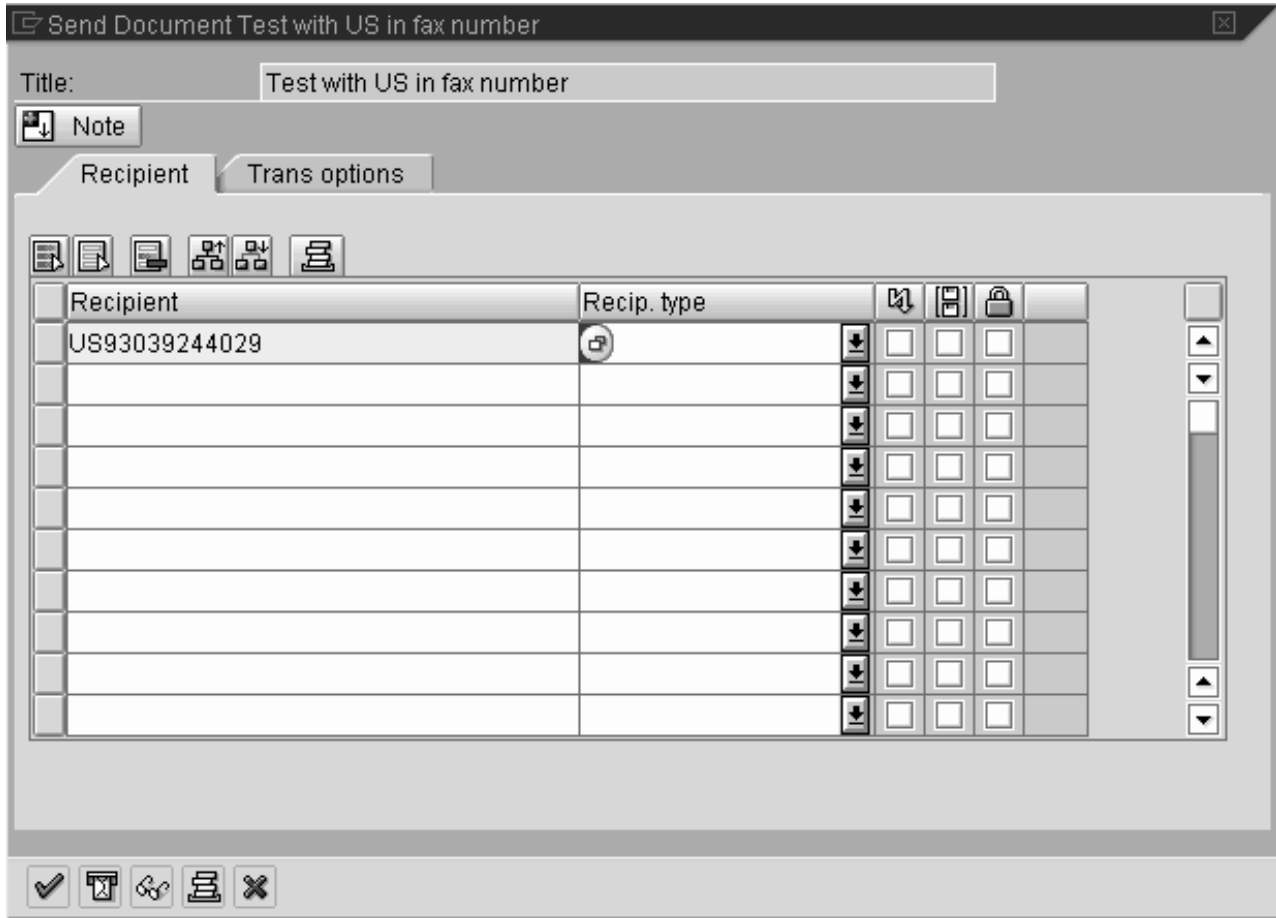 Send Document Test with US in fax number
Title: Test with US in fax number
Note
Recipient Trans options
Recipient Recip. type
US93039244029